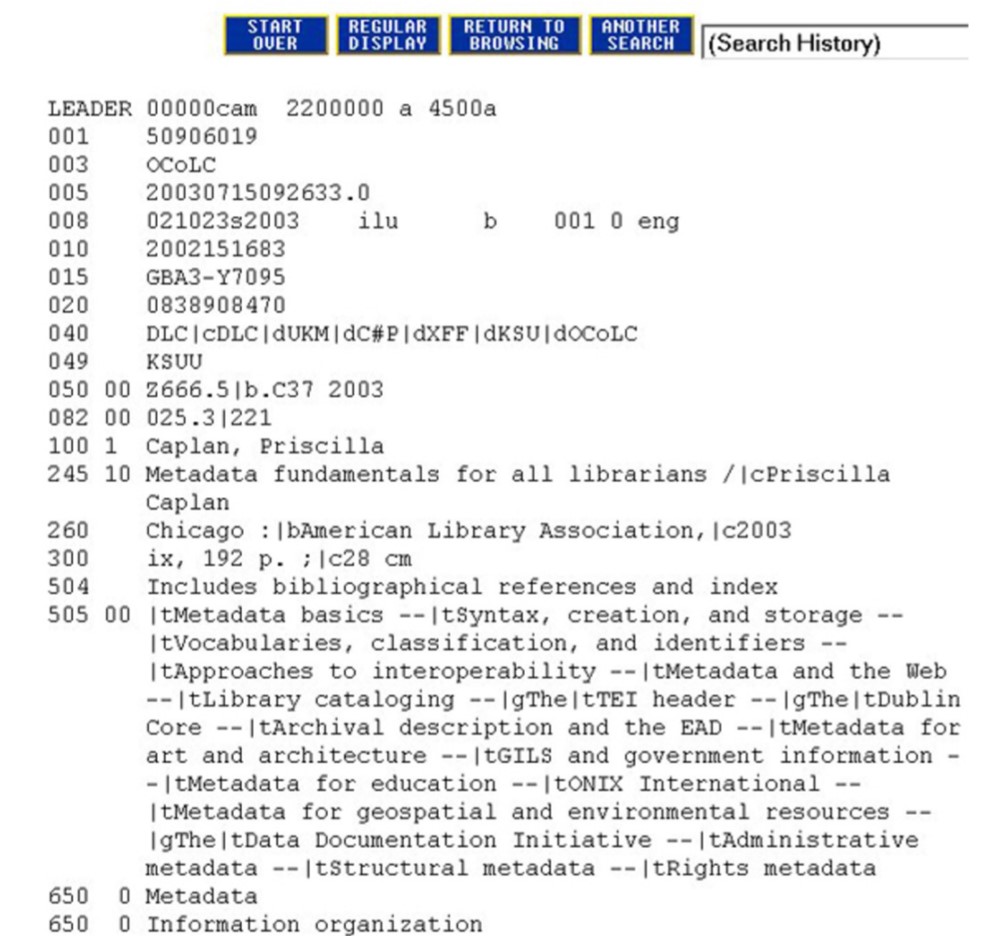 START OVER REGULAR DISPLAY RETURN TO BROWSING ANOTHER SEARCH (Search History)
LEADER 00000cam  2200000 a 4500a
001    50906019
003    OCoLC
005    20030715092633.0
008    021023s2003    ilu      b    001 0 eng
010    2002151683
015    GBA3-Y7095
020    0838908470
040    DLC|cDLC|dUKM|dC#P|dXFF|dKSU|dOCoLC
049    KSUU
050 00 Z666.5|b.C37 2003
082 00 025.3|221
100 1  Caplan, Priscilla
245 10 Metadata fundamentals for all librarians /|cPriscilla
Caplan
260    Chicago :|bAmerican Library Association,|c2003
300    ix, 192 p. ;|c28 cm
504    Includes bibliographical references and index
505 00 |tMetadata basics --|tSyntax, creation, and storage --
|tVocabularies, classification, and identifiers --
|tApproaches to interoperability --|tMetadata and the Web
--|tLibrary cataloging --|gThe|tTEI header --|gThe|tDublin
Core --|tArchival description and the EAD --|tMetadata for
art and architecture --|tGILS and government information -
-|tMetadata for education --|tONIX International --
|tMetadata for geospatial and environmental resources --
|gThe|tData Documentation Initiative --|tAdministrative
metadata --|tStructural metadata --|tRights metadata
650  0 Metadata
650  0 Information organization